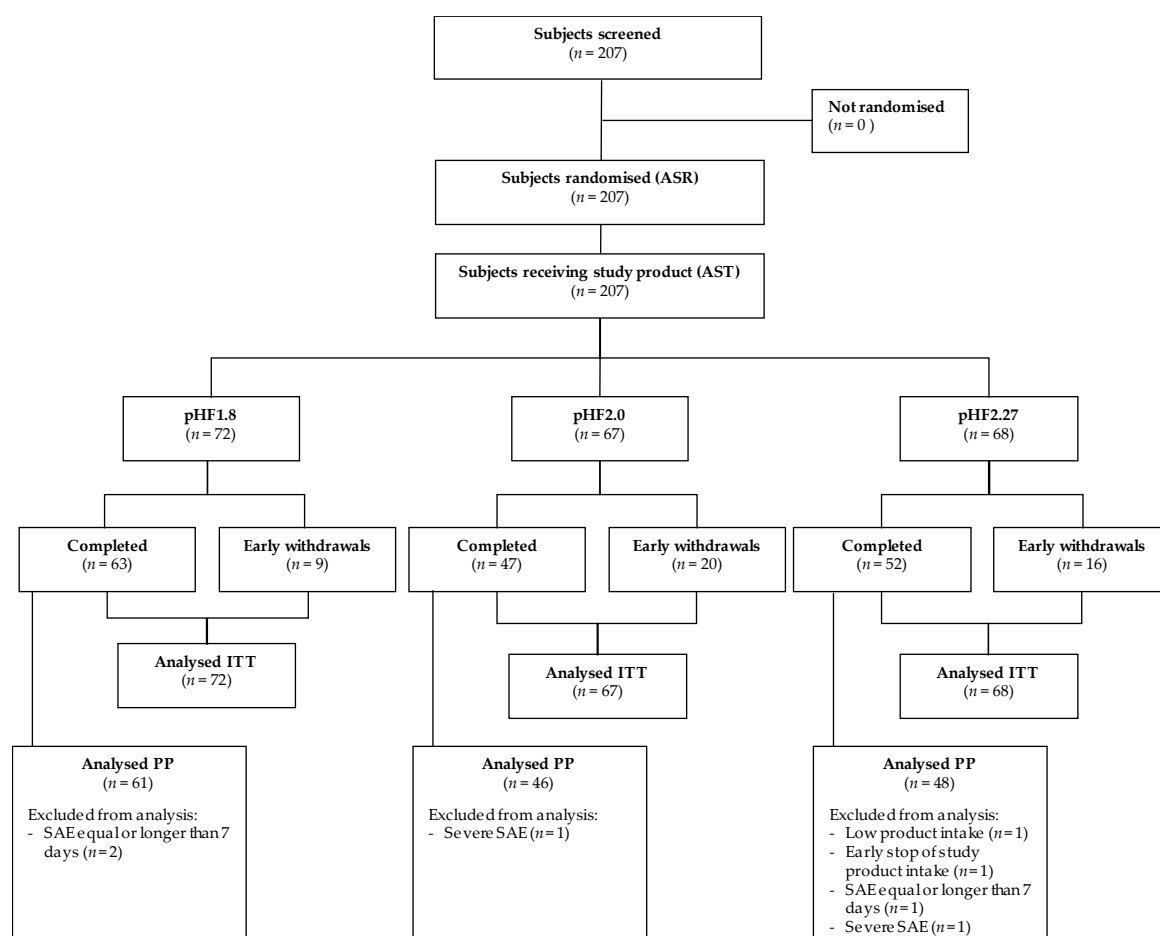 Subjects screened
(n = 207)
Not randomised
(n = 0 )
Subjects randomised (ASR)
(n = 207)
Subjects receiving study product (AST)
(n = 207)
pHF1.8
(n = 72)
pHF2.0
(n = 67)
pHF2.27
(n = 68)
Completed
(n = 63)
Early withdrawals
(n = 9)
Completed
(n = 47)
Early withdrawals
(n = 20)
Completed
(n = 52)
Early withdrawals
(n = 16)
Analysed ITT
(n = 72)
Analysed ITT
(n = 67)
Analysed ITT
(n = 68)
Analysed PP
(n = 61)
Excluded from analysis:
- SAE equal or longer than 7
days (n = 2)
Analysed PP
(n = 46)
Excluded from analysis:
- Severe SAE (n = 1)
Analysed PP
(n = 48)
Excluded from analysis:
- Low product intake (n = 1)
- Early stop of study
product intake (n = 1)
- SAE equal or longer than 7
days (n = 1)
- Severe SAE (n = 1)